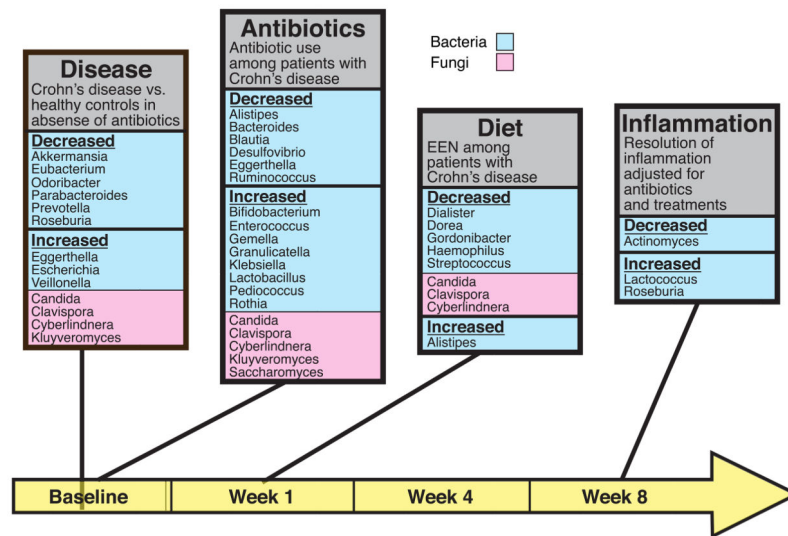 Disease
Crohn's disease vs.
healthy controls in
absense of antibiotics
Decreased
Akkermansia
Eubacterium
Odoribacter
Parabacteroides
Prevotella
Roseburia
Increased
Eggerthella
Escherichia
Veillonella
Candida
Clavispora
Cyberlindnera
Kluyveromyces
Antibiotics
Antibiotic use
among patients with
Crohn's disease
Decreased
Alistipes
Bacteroides
Blautia
Desulfovibrio
Eggerthella
Ruminococcus
Increased
Bifidobacterium
Enterococcus
Gemella
Granulicatella
Klebsiella
Lactobacillus
Pediococcus
Rothia
Candida
Clavispora
Cyberlindnera
Kluyveromyces
Saccharomyces
Bacteria
Fungi
Diet
EEN among
patients with
Crohn's disease
Decreased
Dialister
Dorea
Gordonibacter
Haemophilus
Streptococcus
Candida
Clavispora
Cyberlindnera
Increased
Alistipes
Inflammation
Resolution of
inflammation
adjusted for
antibiotics
and treatments
Decreased
Actinomyces
Increased
Lactococcus
Roseburia
Baseline
Week 1
Week 4
Week 8